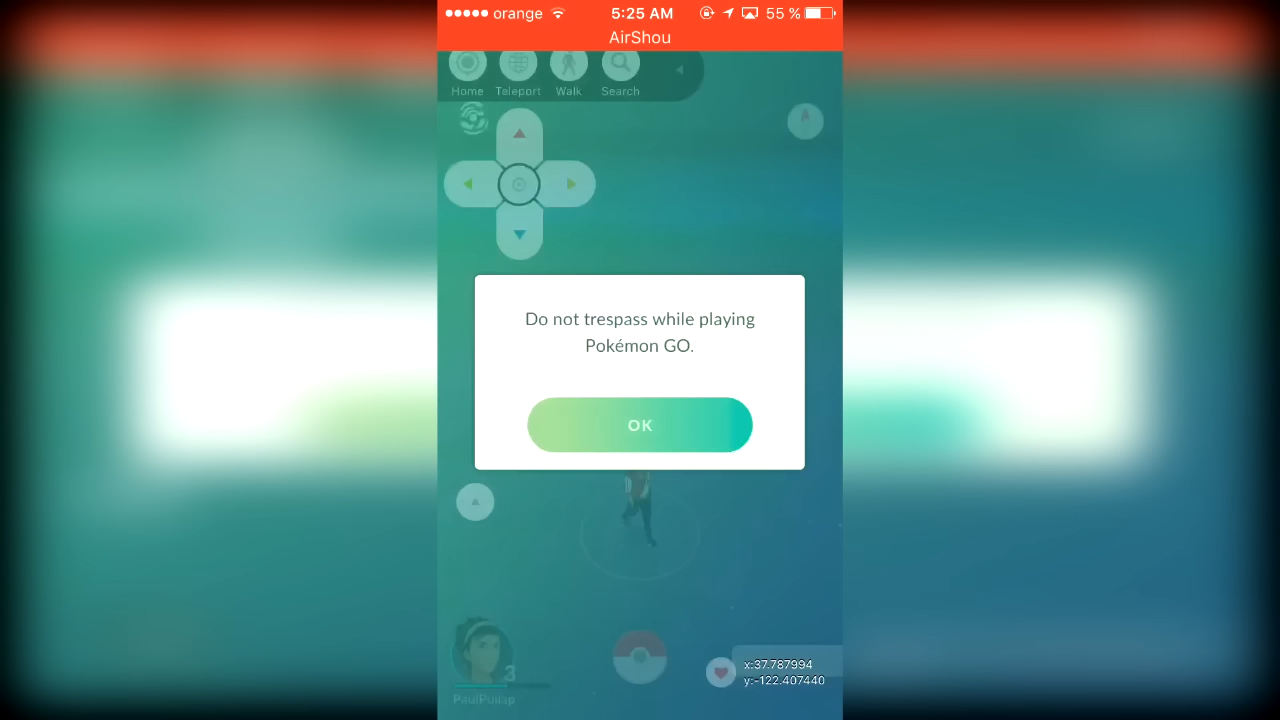 orange 5:25 AM 55 %
AirShou
Home Teleport Walk Search
Do not trespass while playing
Pokémon GO.
OK
3
x:37.787994
y:-122.407440